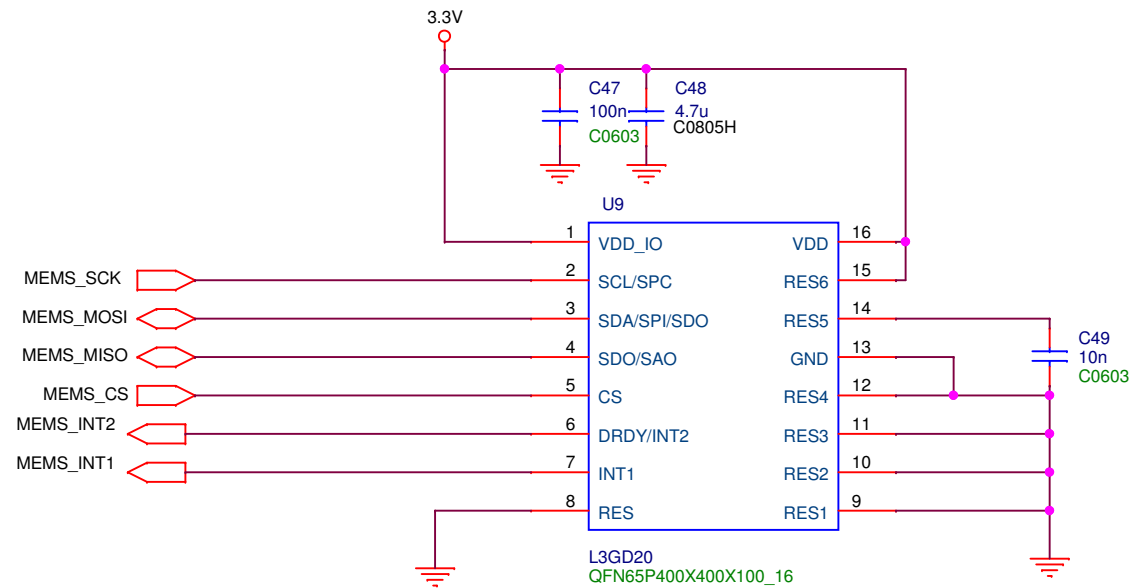 3.3V
C47
100n
C0603
C48
4.7u
C0805H
U9
1 VDD_IO VDD 16
MEMS_SCK 2 SCL/SPC RES6 15
MEMS_MOSI 3 SDA/SPI/SDO RES5 14
MEMS_MISO 4 SDO/SAO GND 13
C49
10n
C0603
MEMS_CS 5 CS RES4 12
MEMS_INT2 6 DRDY/INT2 RES3 11
MEMS_INT1 7 INT1 RES2 10
8 RES RES1 9
L3GD20
QFN65P400X400X100_16